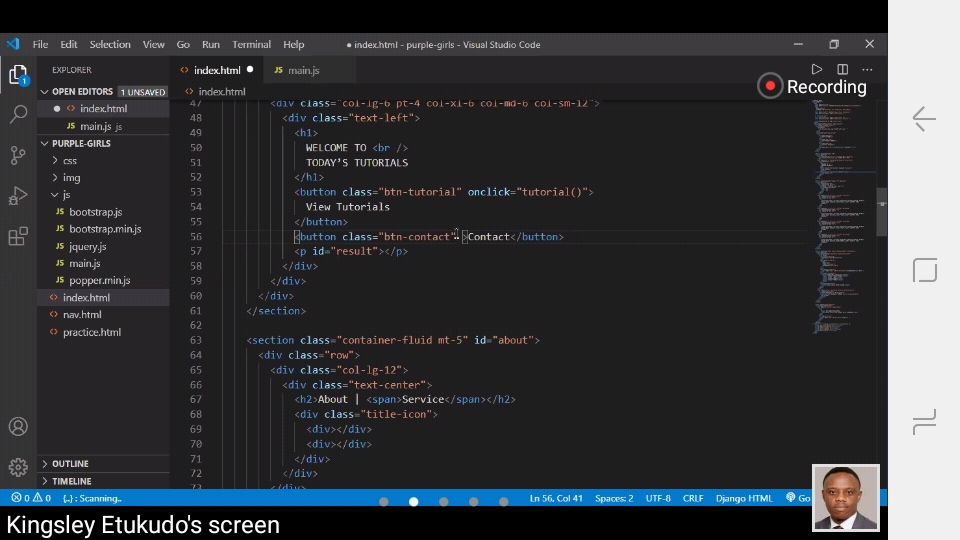 File Edit Selection View Go Run Terminal Help ● index.html - purple-girls - Visual Studio Code
EXPLORER
index.html ●
JS main.js
OPEN EDITORS 1 UNSAVED
● index.html
JS main.js js
PURPLE-GIRLS
css
img
js
JS bootstrap.js
JS bootstrap.min.js
JS jquery.js
JS main.js
JS popper.min.js
index.html
nav.html
practice.html
OUTLINE
TIMELINE
1
index.html
Recording
47 <div class="col-lg-6 pt-4 col-xl-6 col-md-6 col-sm-12">
48 <div class="text-left">
49 <h1>
50 WELCOME TO <br />
51 TODAY'S TUTORIALS
52 </h1>
53 <button class="btn-tutorial" onclick="tutorial()">
54 View Tutorials
55 </button>
56 <button class="btn-contact" >Contact</button>
57 <p id="result"></p>
58 </div>
59 </div>
60 </div>
61 </section>
62
63 <section class="container-fluid mt-5" id="about">
64 <div class="row">
65 <div class="col-lg-12">
66 <div class="text-center">
67 <h2>About | <span>Service</span></h2>
68 <div class="title-icon">
69 <div></div>
70 <div></div>
71 </div>
72 </div>
73 </div>
0 0 {..} : Scanning.. Ln 56, Col 41 Spaces: 2 UTF-8 CRLF Django HTML Go
Kingsley Etukudo's screen